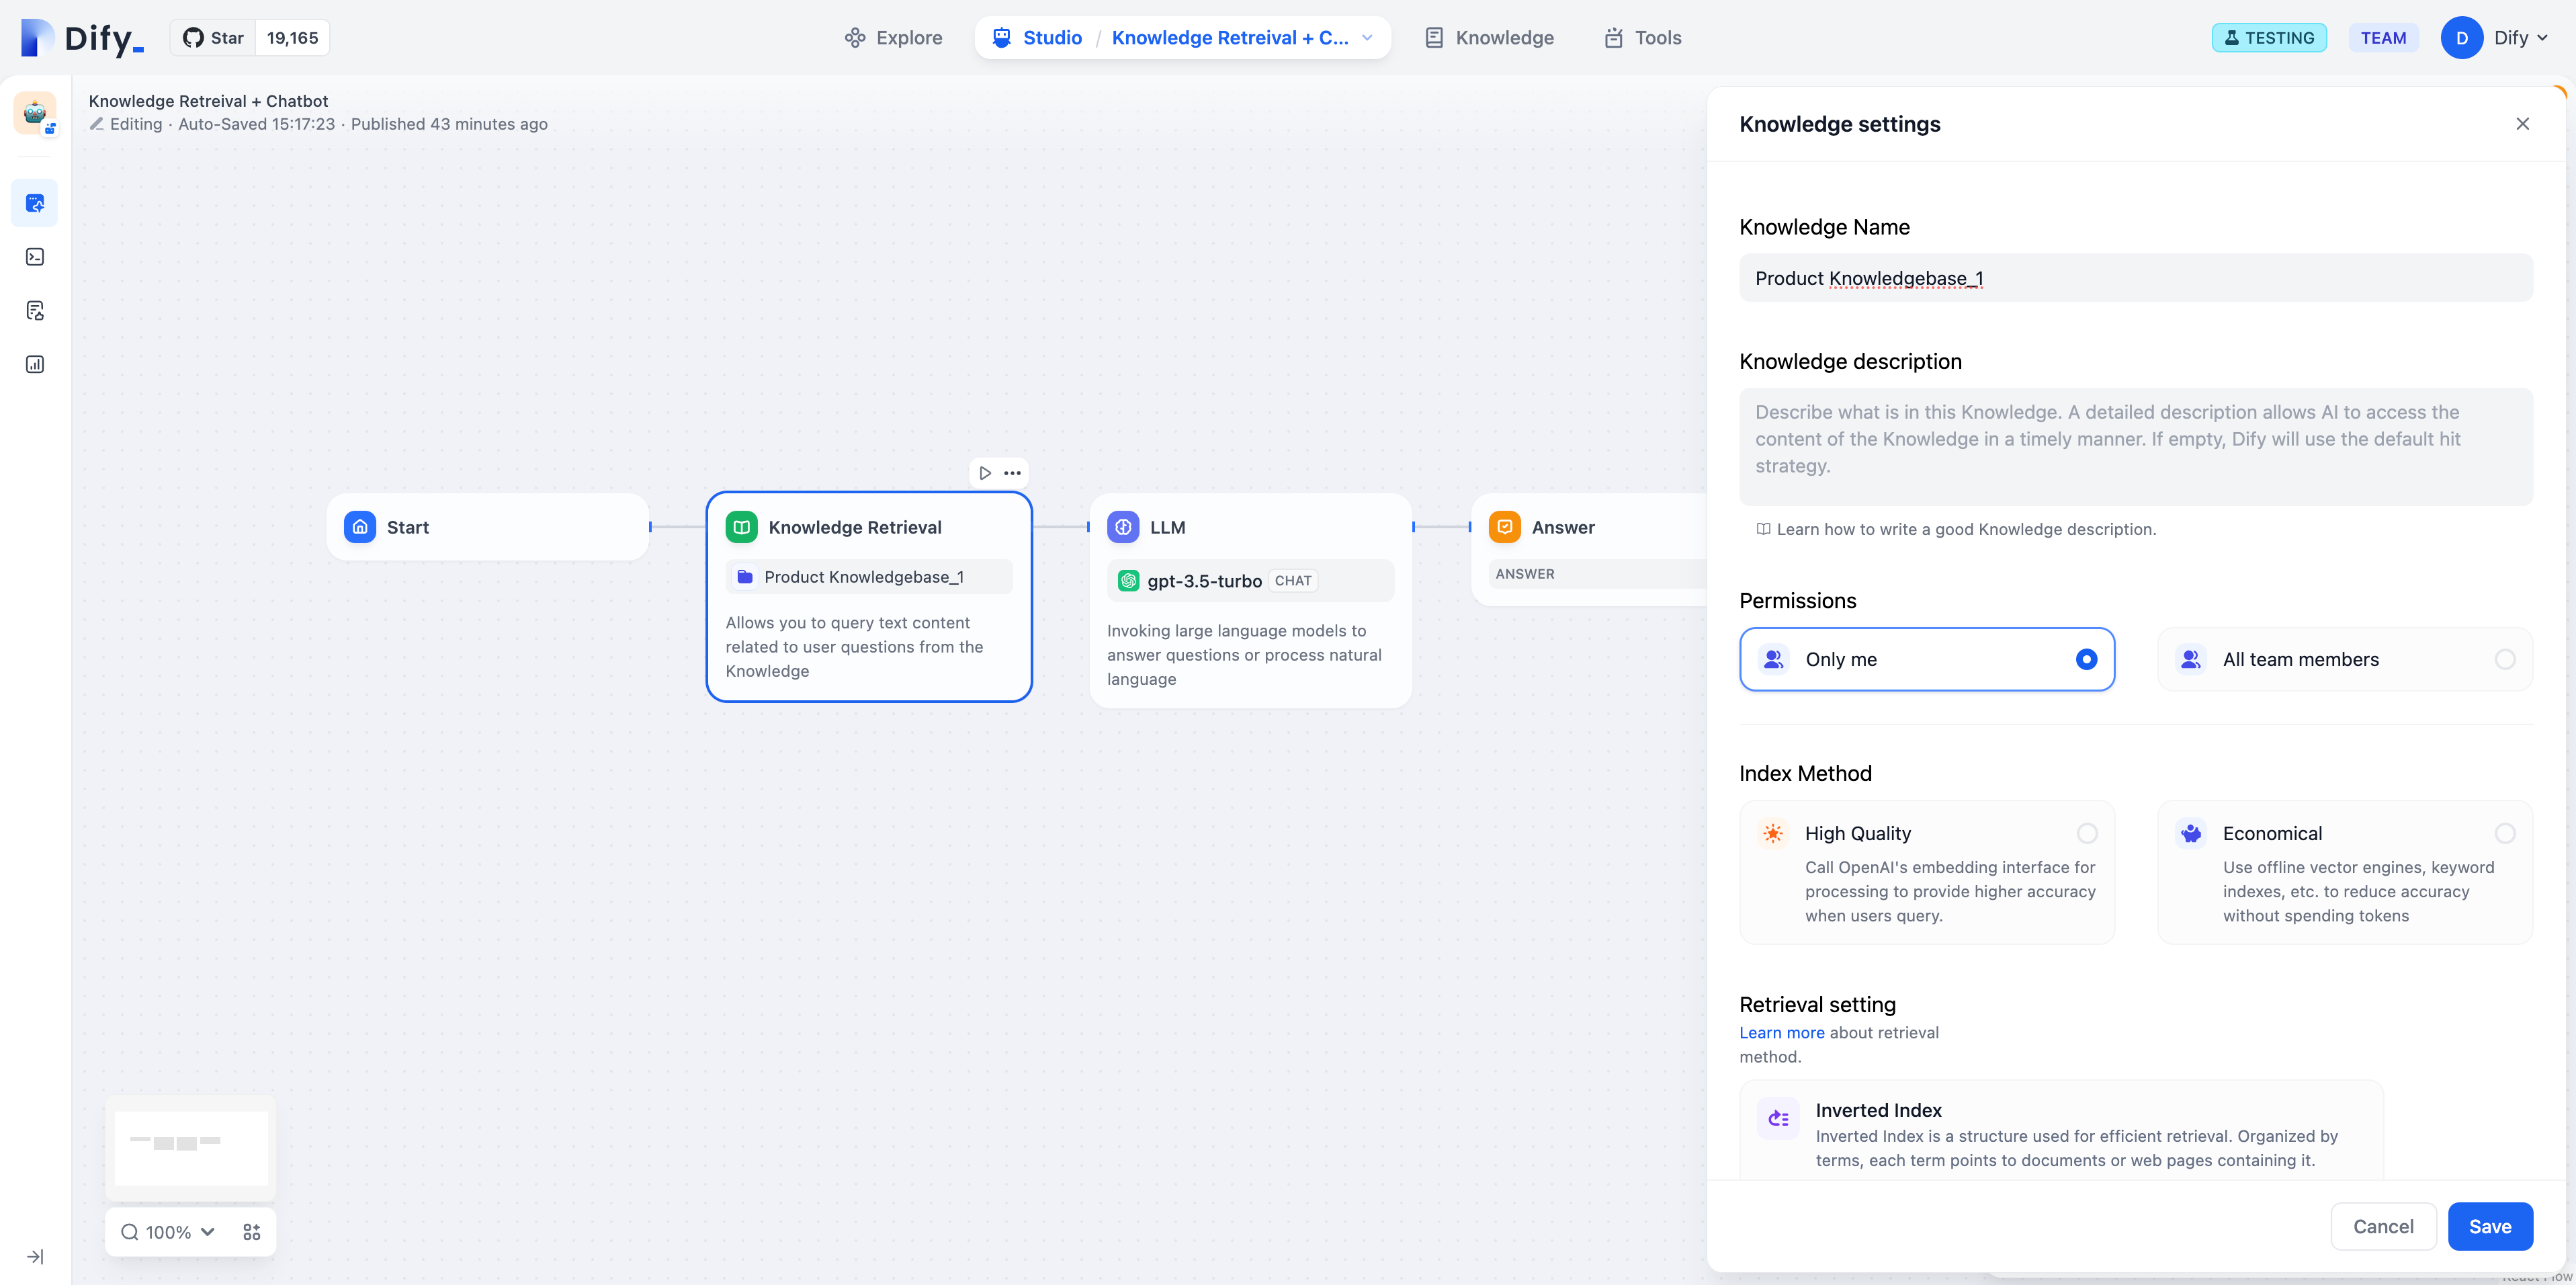 Dify_
Star 19,165
Explore
Studio / Knowledge Retreival + C...
Knowledge
Tools
TESTING
TEAM
D Dify
Knowledge Retreival + Chatbot
Editing · Auto-Saved 15:17:23 · Published 43 minutes ago
Start
Knowledge Retrieval
Product Knowledgebase_1
Allows you to query text content
related to user questions from the
Knowledge
LLM
gpt-3.5-turbo CHAT
Invoking large language models to
answer questions or process natural
language
Answer
ANSWER
100%
Knowledge settings
Knowledge Name
Product Knowledgebase_1
Knowledge description
Describe what is in this Knowledge. A detailed description allows AI to access the
content of the Knowledge in a timely manner. If empty, Dify will use the default hit
strategy.
Learn how to write a good Knowledge description.
Permissions
Only me
All team members
Index Method
High Quality
Call OpenAI's embedding interface for
processing to provide higher accuracy
when users query.
Economical
Use offline vector engines, keyword
indexes, etc. to reduce accuracy
without spending tokens
Retrieval setting
Learn more about retrieval
method.
Inverted Index
Inverted Index is a structure used for efficient retrieval. Organized by
terms, each term points to documents or web pages containing it.
Cancel
Save
React Flow